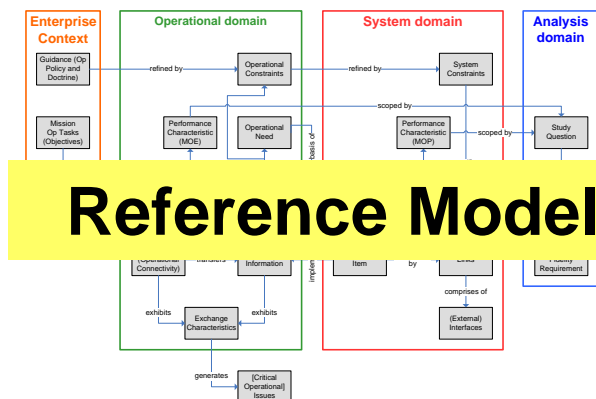 Enterprise
Context
Operational domain
System domain
Analysis
domain
Guidance (Op
Policy and
Doctrine)
refined by
Operational
Constraints
refined by
System
Constraints
scoped by
Mission
Op Tasks
(Objectives)
Performance
Characteristic
(MOE)
Operational
Need
basis of
Performance
Characteristic
(MOP)
scoped by
Study
Question
Reference Model
(Operational
Connectivity)
transfers
Information
Item
by
Links
Fidelity
Requirement
comprises of
exhibits
exhibits
Exchange
Characteristics
(External)
Interfaces
generates
[Critical
Operational]
Issues